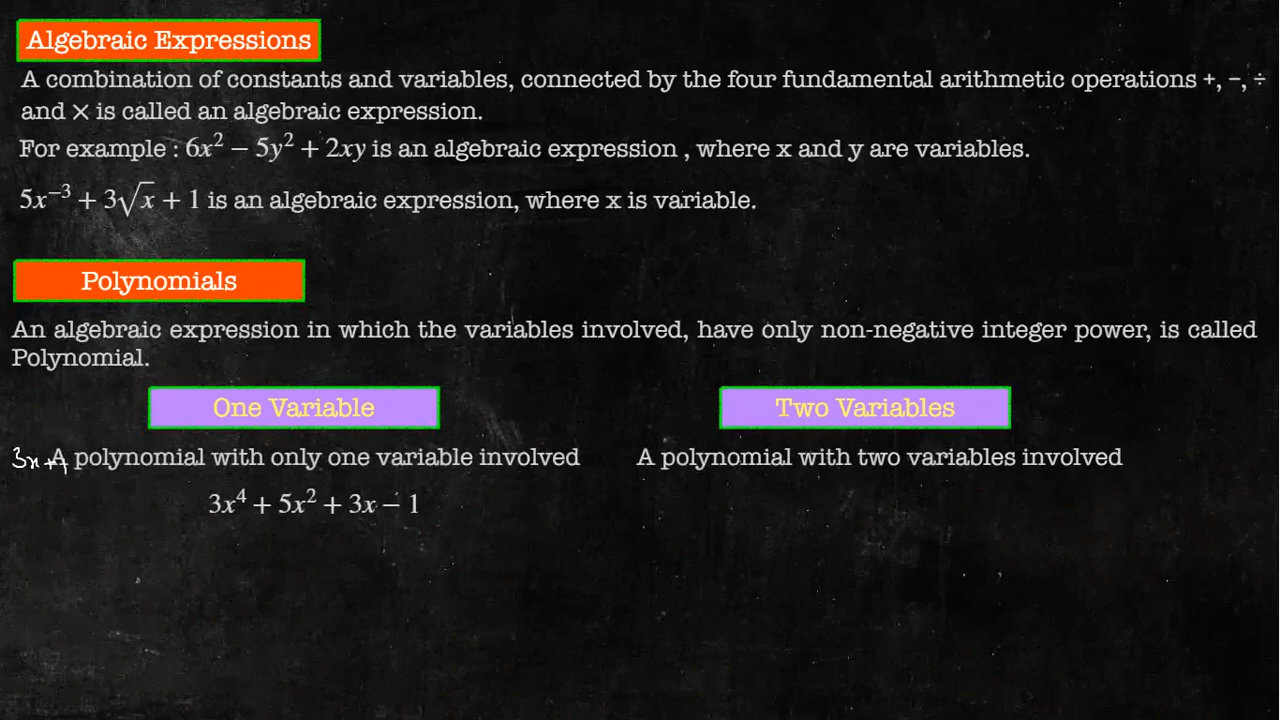 Algebraic Expressions
A combination of constants and variables, connected by the four fundamental arithmetic operations +, −, ÷
and × is called an algebraic expression.
For example : 6x² − 5y² + 2xy is an algebraic expression , where x and y are variables.
5x⁻³ + 3√x + 1 is an algebraic expression, where x is variable.
Polynomials
An algebraic expression in which the variables involved, have only non-negative integer power, is called
Polynomial.
One Variable
Two Variables
3x + A polynomial with only one variable involved
A polynomial with two variables involved
3x⁴ + 5x² + 3x − 1